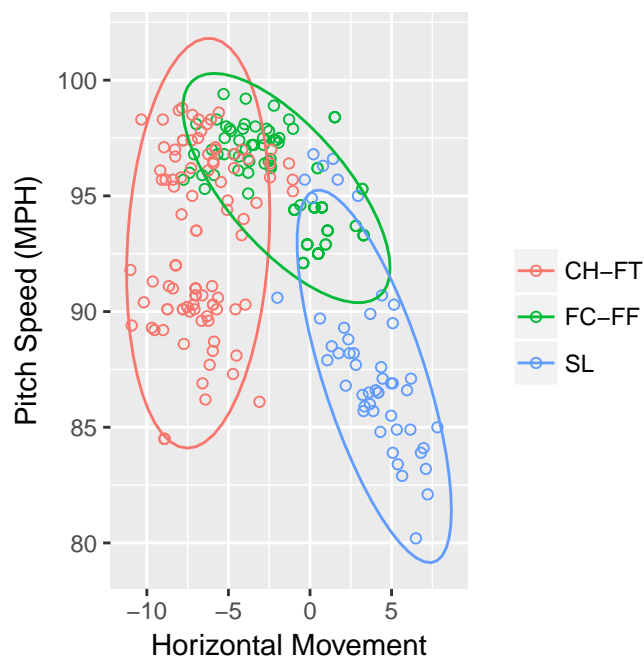 100
95
90
85
80
Pitch Speed (MPH)
−10
−5
0
5
Horizontal Movement
CH−FT
FC−FF
SL